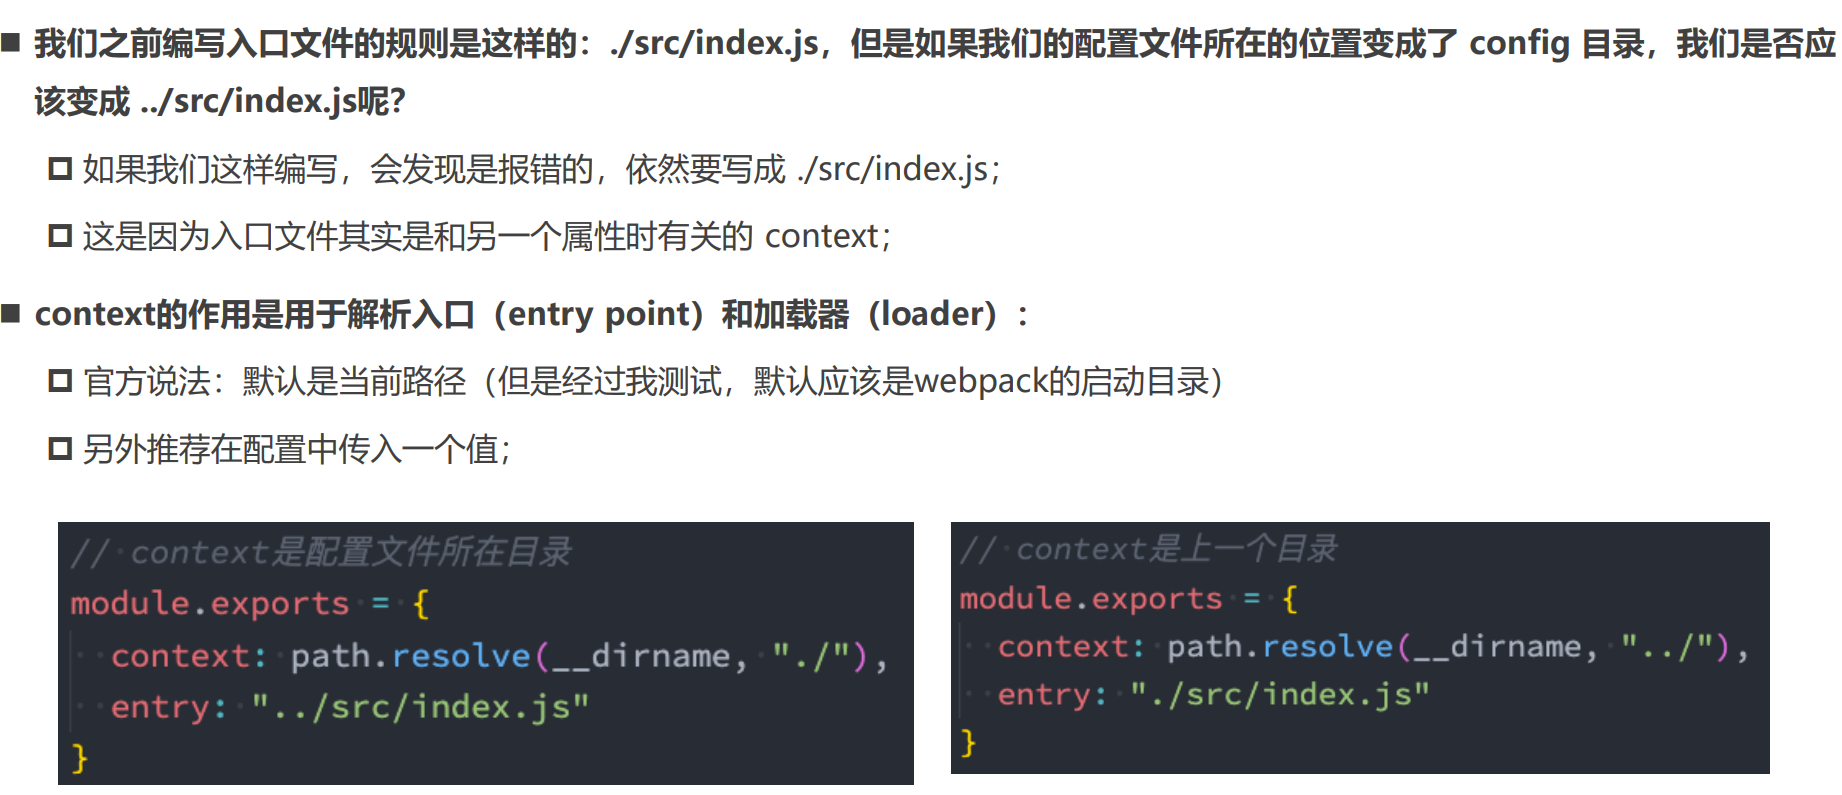 我们之前编写入口文件的规则是这样的：./src/index.js，但是如果我们的配置文件所在的位置变成了 config 目录，我们是否应
该变成 ../src/index.js呢？
如果我们这样编写，会发现是报错的，依然要写成 ./src/index.js；
这是因为入口文件其实是和另一个属性时有关的 context；
context的作用是用于解析入口（entry point）和加载器（loader）：
官方说法：默认是当前路径（但是经过我测试，默认应该是webpack的启动目录）
另外推荐在配置中传入一个值；
// context是配置文件所在目录
module.exports = {
  context: path.resolve(__dirname, "./"),
  entry: "../src/index.js"
}
// context是上一个目录
module.exports = {
  context: path.resolve(__dirname, "../"),
  entry: "./src/index.js"
}